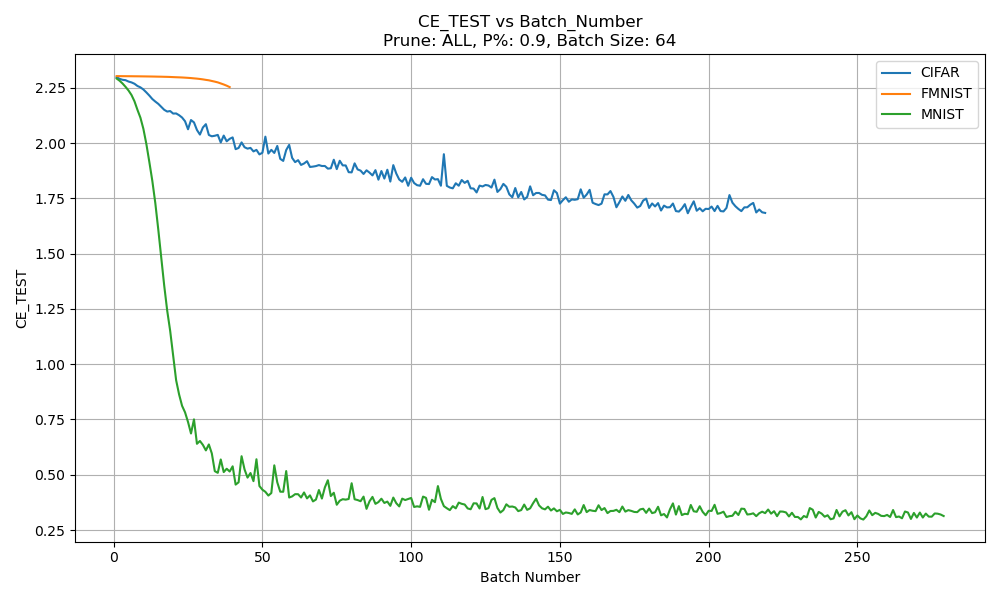 CE_TEST vs Batch_Number
Prune: ALL, P%: 0.9, Batch Size: 64
CIFAR
FMNIST
MNIST
2.25
2.00
1.75
1.50
1.25
1.00
0.75
0.50
0.25
CE_TEST
0 50 100 150 200 250
Batch Number